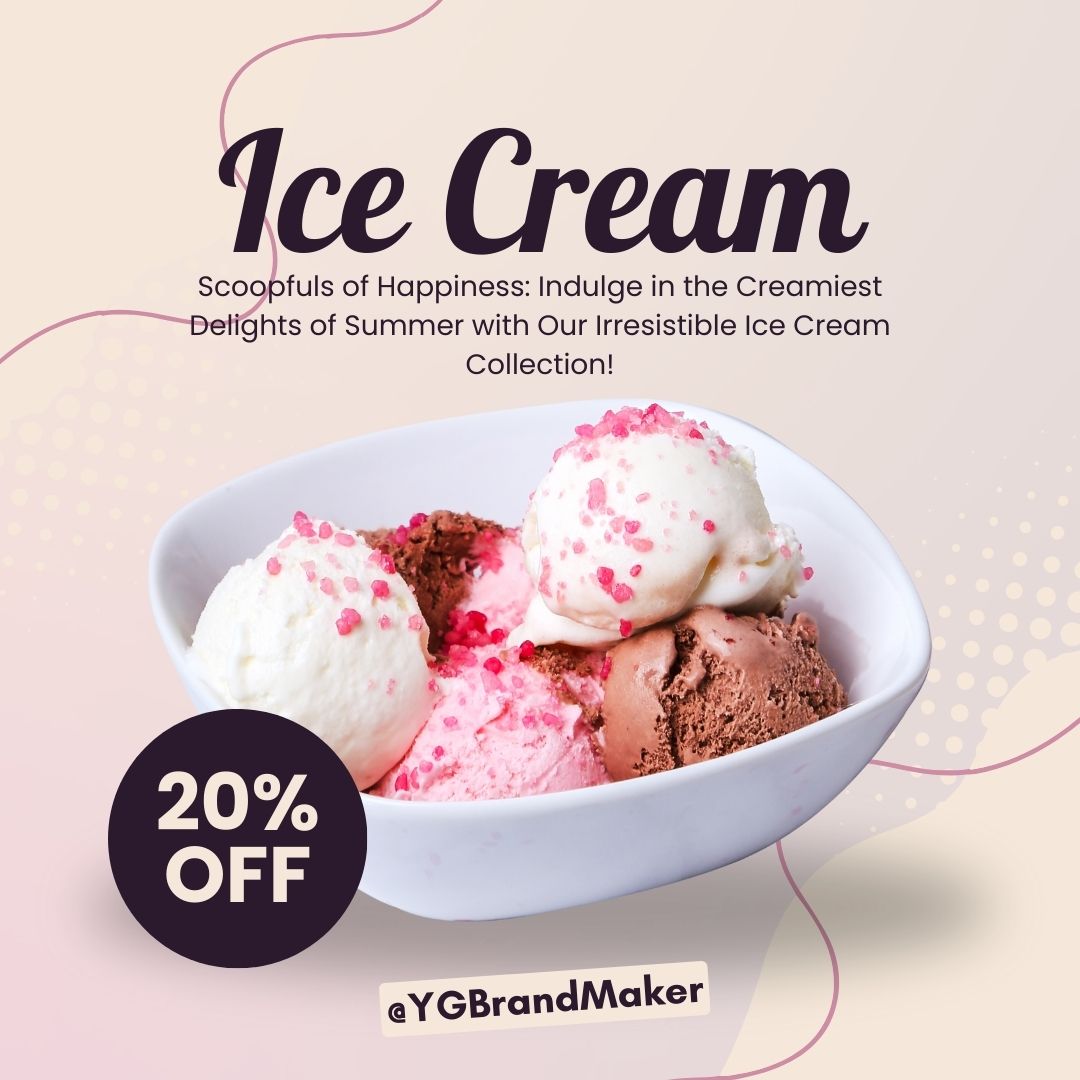 Ice Cream
Scoopfuls of Happiness: Indulge in the Creamiest
Delights of Summer with Our Irresistible Ice Cream
Collection!
20%
OFF
@YGBrandMaker